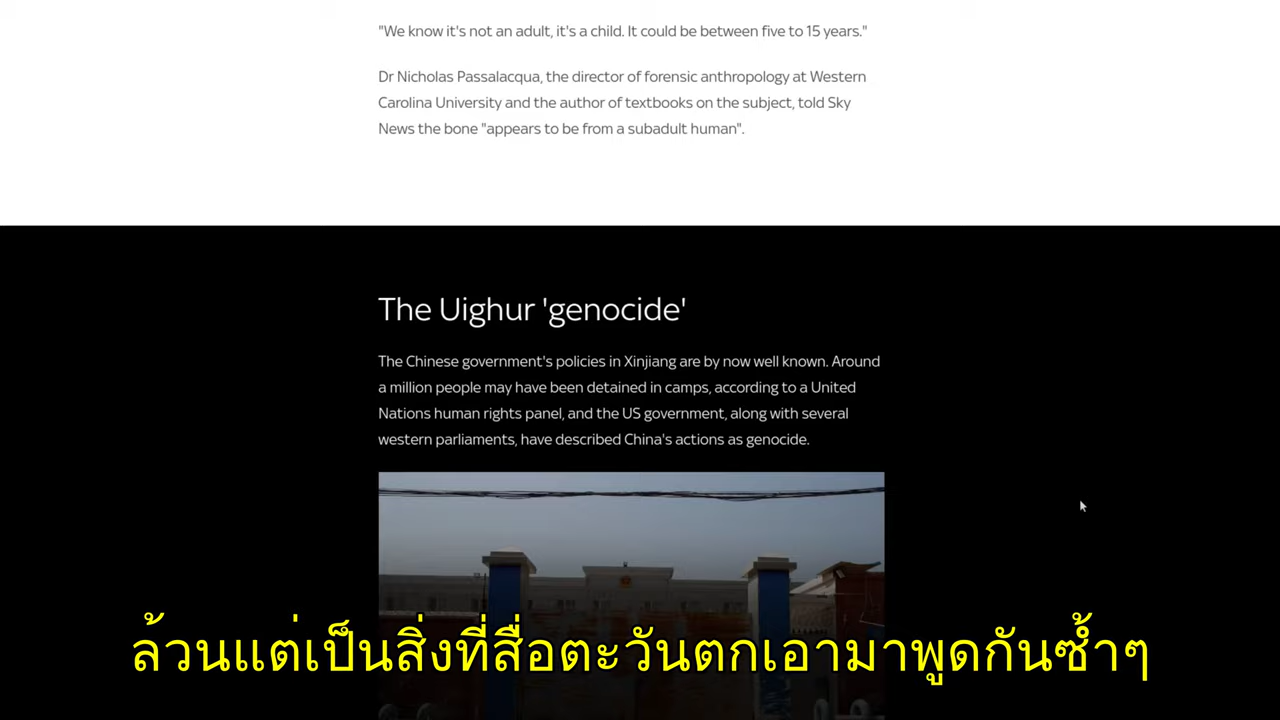 "We know it's not an adult, it's a child. It could be between five to 15 years."
Dr Nicholas Passalacqua, the director of forensic anthropology at Western
Carolina University and the author of textbooks on the subject, told Sky
News the bone "appears to be from a subadult human".
The Uighur 'genocide'
The Chinese government's policies in Xinjiang are by now well known. Around
a million people may have been detained in camps, according to a United
Nations human rights panel, and the US government, along with several
western parliaments, have described China's actions as genocide.
ล้วนแต่เป็นสิ่งที่สื่อตะวันตกเอามาพูดกันซ้ำๆ